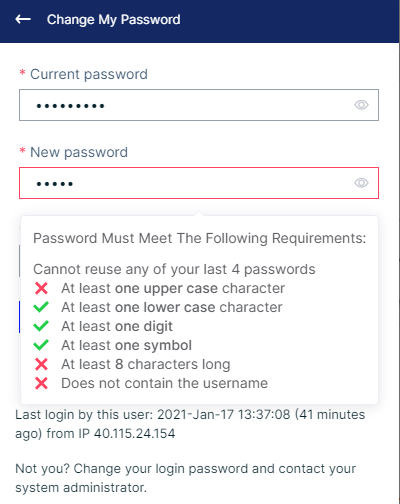 Change My Password
* Current password
•••••••••
* New password
•••••
Password Must Meet The Following Requirements:
Cannot reuse any of your last 4 passwords
At least one upper case character
At least one lower case character
At least one digit
At least one symbol
At least 8 characters long
Does not contain the username
Last login by this user: 2021-Jan-17 13:37:08 (41 minutes
ago) from IP 40.115.24.154
Not you? Change your login password and contact your
system administrator.